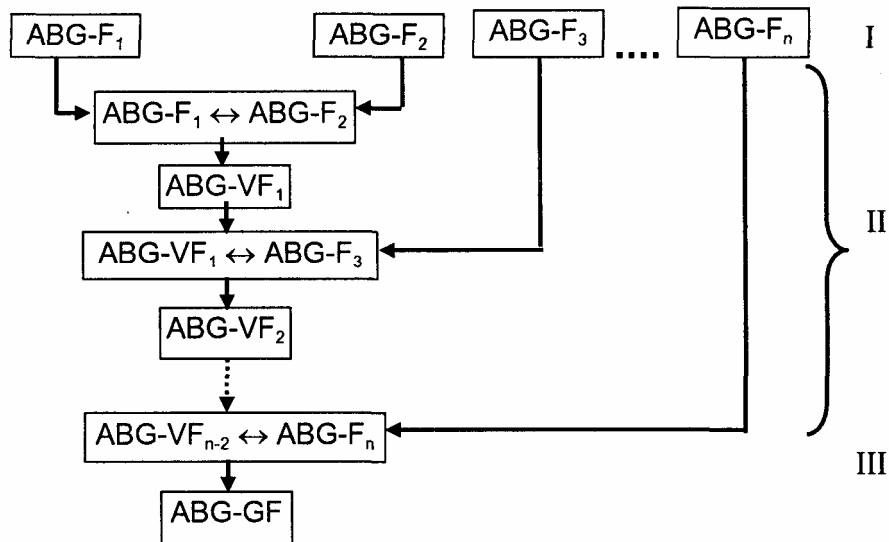 ABG-F₁
ABG-F₂
ABG-F₃
....
ABG-Fₙ
I
ABG-F₁ ↔ ABG-F₂
ABG-VF₁
II
ABG-VF₁ ↔ ABG-F₃
ABG-VF₂
ABG-VFₙ₋₂ ↔ ABG-Fₙ
III
ABG-GF